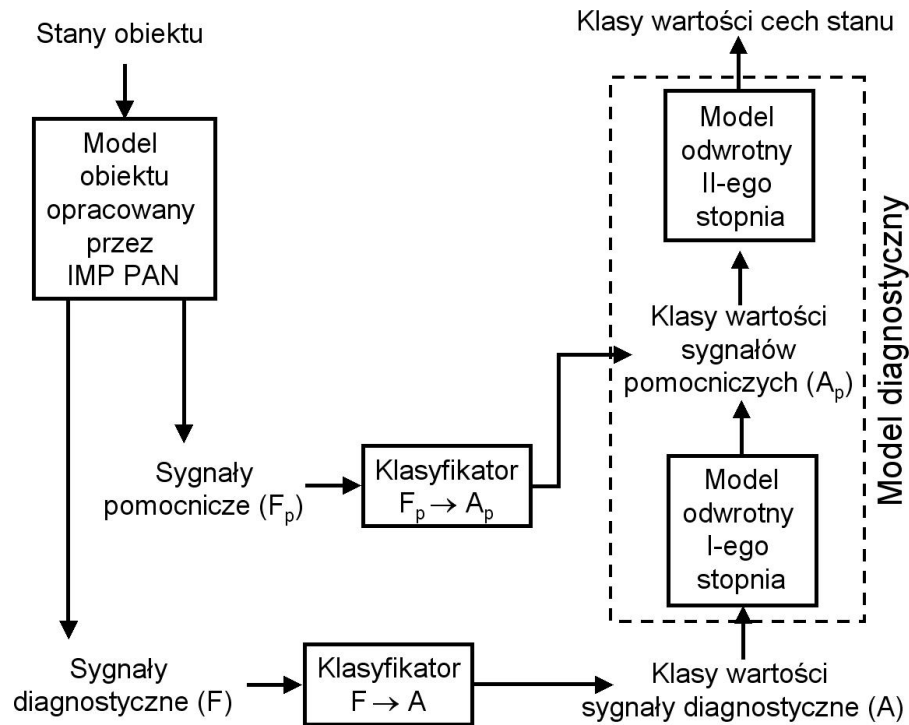 Stany obiektu
Model
obiektu
opracowany
przez
IMP PAN
Sygnały
pomocnicze (Fp)
Klasyfikator
Fp → Ap
Sygnały
diagnostyczne (F)
Klasyfikator
F → A
Klasy wartości cech stanu
Model
odwrotny
II-ego
stopnia
Klasy wartości
sygnałów
pomocniczych (Ap)
Model
odwrotny
I-ego
stopnia
Klasy wartości
sygnały diagnostyczne (A)
Model diagnostyczny